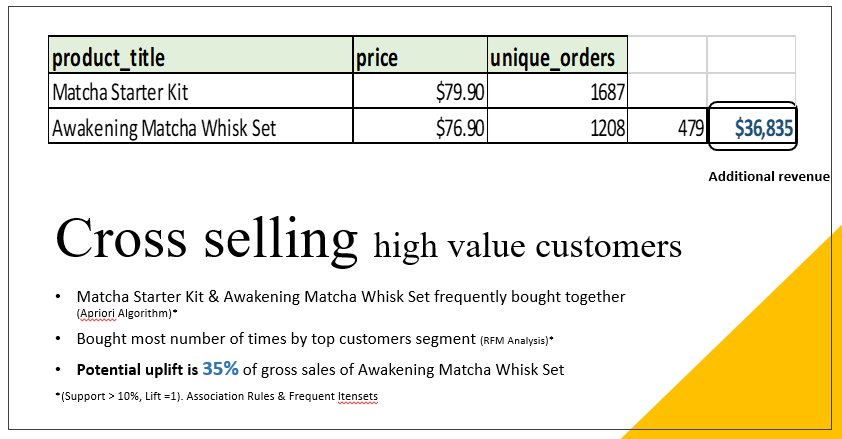 product_title price unique_orders
Matcha Starter Kit $79.90 1687
Awakening Matcha Whisk Set $76.90 1208 479 $36,835
Additional revenue
Cross selling high value customers
• Matcha Starter Kit & Awakening Matcha Whisk Set frequently bought together
(Apriori Algorithm)*
• Bought most number of times by top customers segment (RFM Analysis)*
• Potential uplift is 35% of gross sales of Awakening Matcha Whisk Set
*(Support > 10%, Lift =1). Association Rules & Frequent Itensets